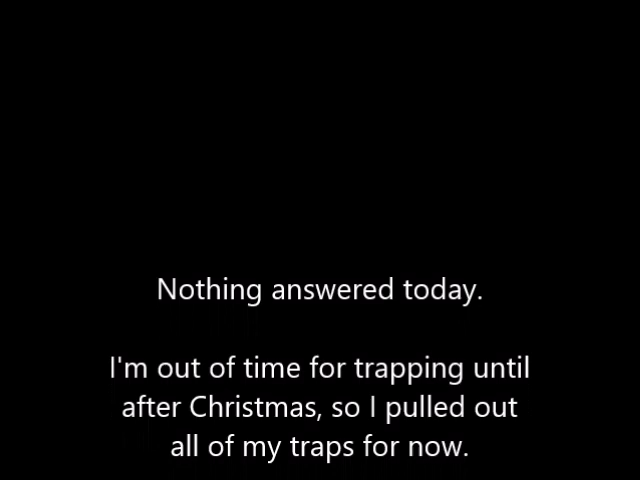 Nothing answered today.
I'm out of time for trapping until
after Christmas, so I pulled out
all of my traps for now.